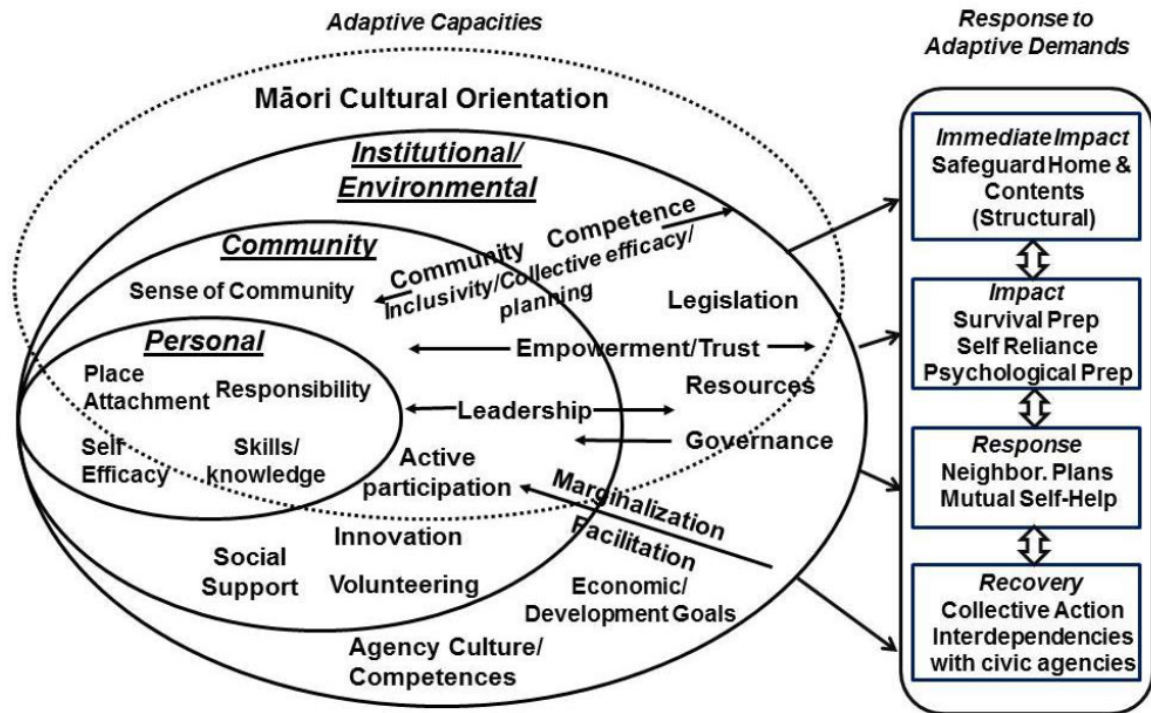 Adaptive Capacities
Māori Cultural Orientation
Institutional/
Environmental
Community
Sense of Community
Community Competence
Inclusivity/Collective efficacy/
planning
Legislation
Personal
Place
Attachment
Responsibility
Self
Efficacy
Skills/
knowledge
Empowerment/Trust
Resources
Leadership
Governance
Active
participation
Marginalization
Facilitation
Innovation
Social
Support
Volunteering
Economic/
Development Goals
Agency Culture/
Competences
Response to
Adaptive Demands
Immediate Impact
Safeguard Home &
Contents
(Structural)
Impact
Survival Prep
Self Reliance
Psychological Prep
Response
Neighbor. Plans
Mutual Self-Help
Recovery
Collective Action
Interdependencies
with civic agencies